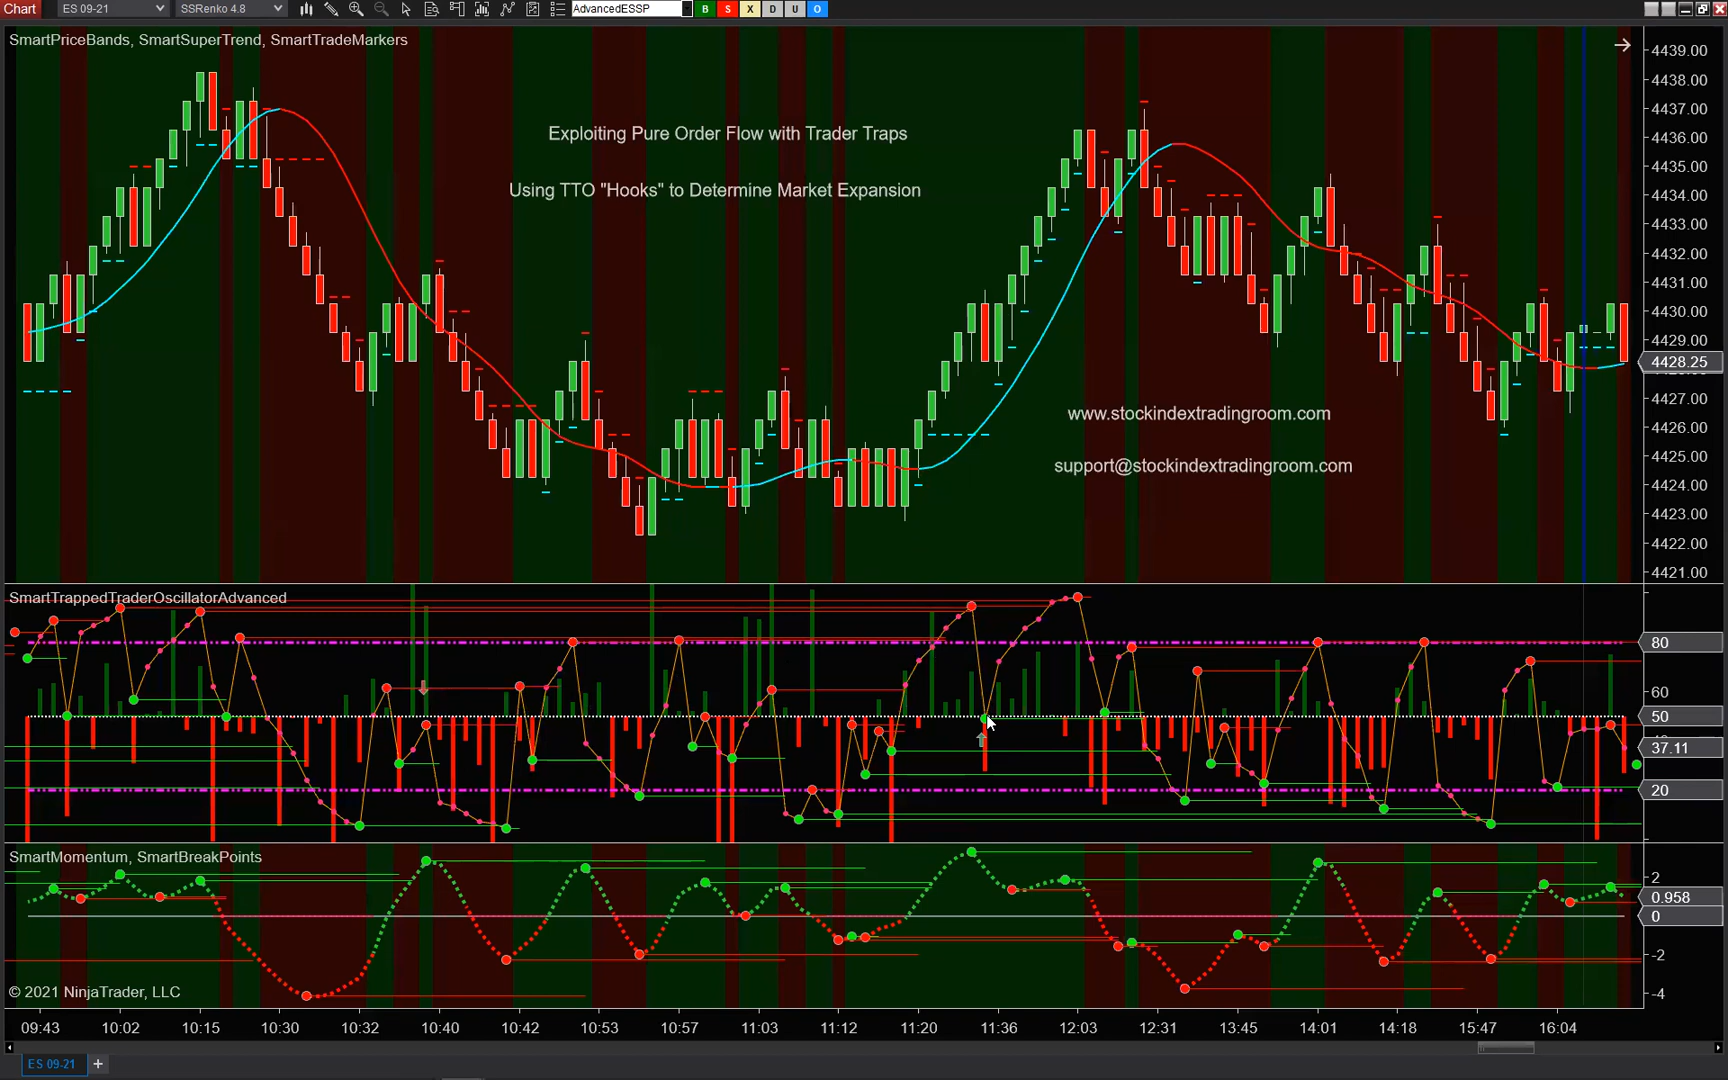 Chart ES 09-21 SSRenko 4.8 AdvancedESSP B S X D U O
SmartPriceBands, SmartSuperTrend, SmartTradeMarkers
4439.00
4438.00
4437.00
Exploiting Pure Order Flow with Trader Traps
4436.00
4435.00
Using TTO "Hooks" to Determine Market Expansion
4434.00
4433.00
4432.00
4431.00
4430.00
4429.00
4428.25
4427.00
www.stockindextradingroom.com
4426.00
4425.00
support@stockindextradingroom.com
4424.00
4423.00
4422.00
4421.00
SmartTrappedTraderOscillatorAdvanced
80
60
50
37.11
20
SmartMomentum, SmartBreakPoints
2
0.958
0
-2
-4
© 2021 NinjaTrader, LLC
09:43 10:02 10:15 10:30 10:32 10:40 10:42 10:53 10:57 11:03 11:12 11:20 11:36 12:03 12:31 13:45 14:01 14:18 15:47 16:04
ES 09-21 +